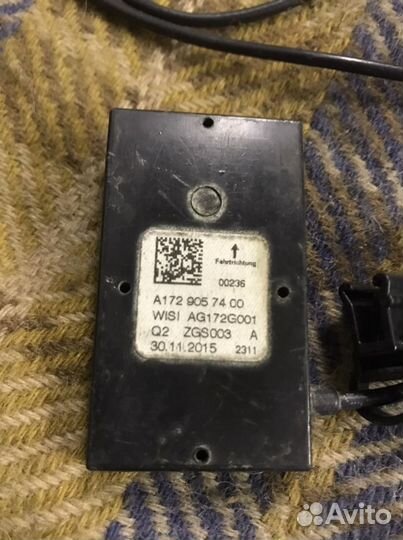 Fahrtrichtung
00236
A172 905 74 00
WISI AG172G001
Q2 ZGS003 A
30.11.2015 2311
Avito